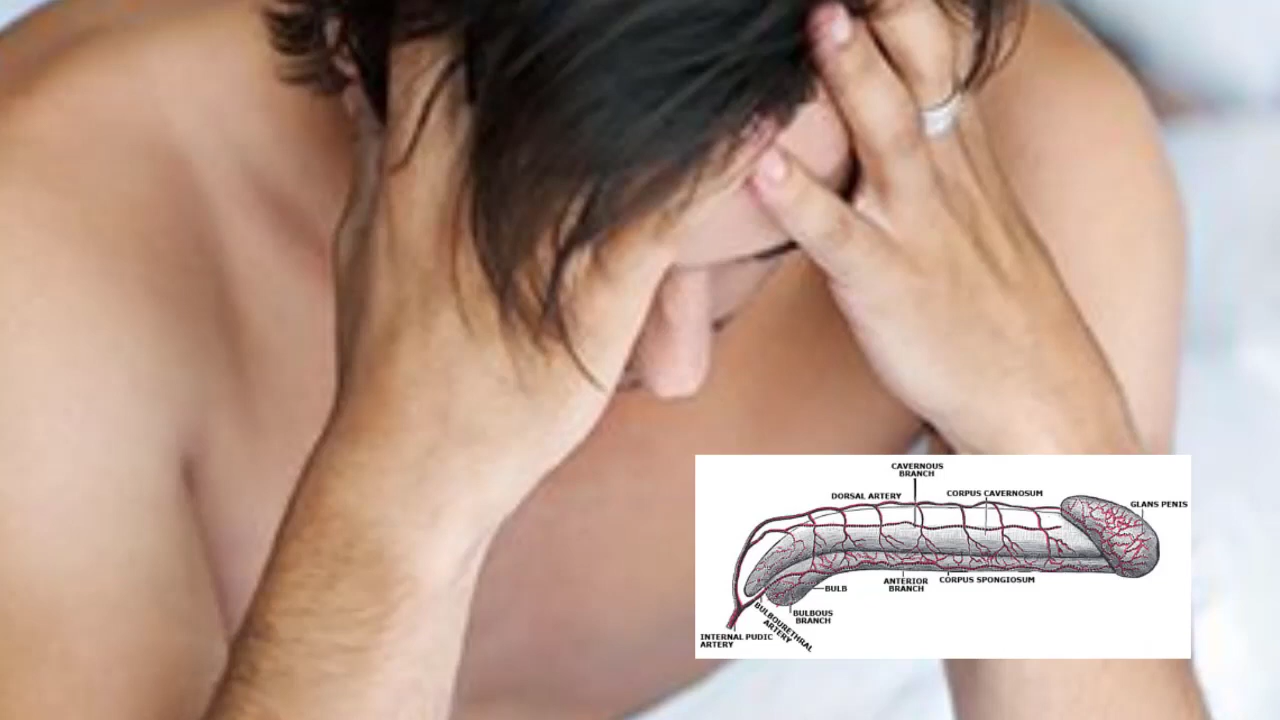 CAVERNOUS
BRANCH
DORSAL ARTERY
CORPUS CAVERNOSUM
GLANS PENIS
BULB
ANTERIOR
BRANCH
CORPUS SPONGIOSUM
BULBOUS
BRANCH
BULBOURETHRAL
ARTERY
INTERNAL PUDIC
ARTERY